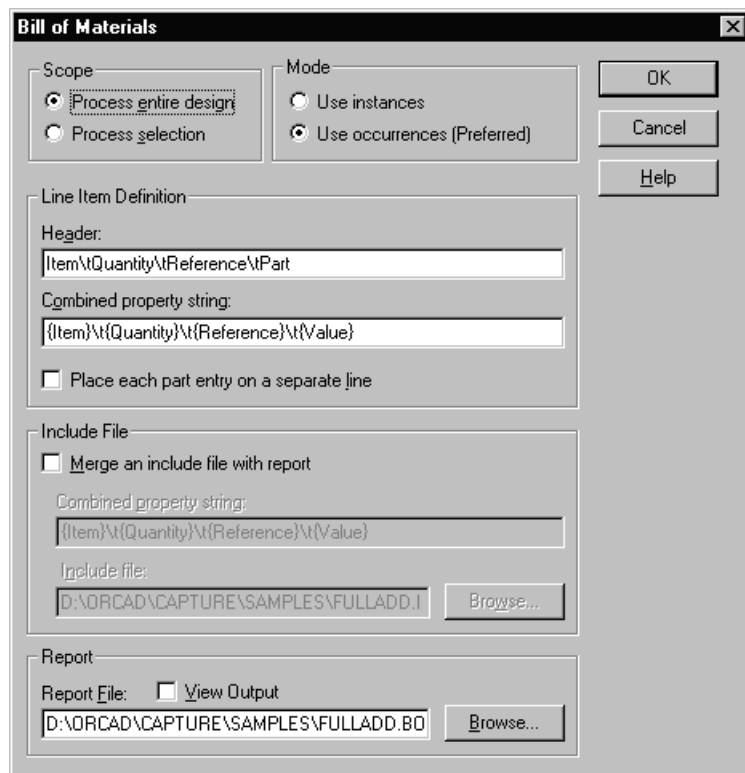 Bill of Materials
Scope
Process entire design
Process selection
Mode
Use instances
Use occurrences (Preferred)
OK
Cancel
Help
Line Item Definition
Header:
Item\tQuantity\tReference\tPart
Combined property string:
{Item}\t{Quantity}\t{Reference}\t{Value}
Place each part entry on a separate line
Include File
Merge an include file with report
Combined property string:
{Item}\t{Quantity}\t{Reference}\t{Value}
Include file:
D:\ORCAD\CAPTURE\SAMPLES\FULLADD.I
Browse...
Report
Report File:
View Output
D:\ORCAD\CAPTURE\SAMPLES\FULLADD.BO
Browse...